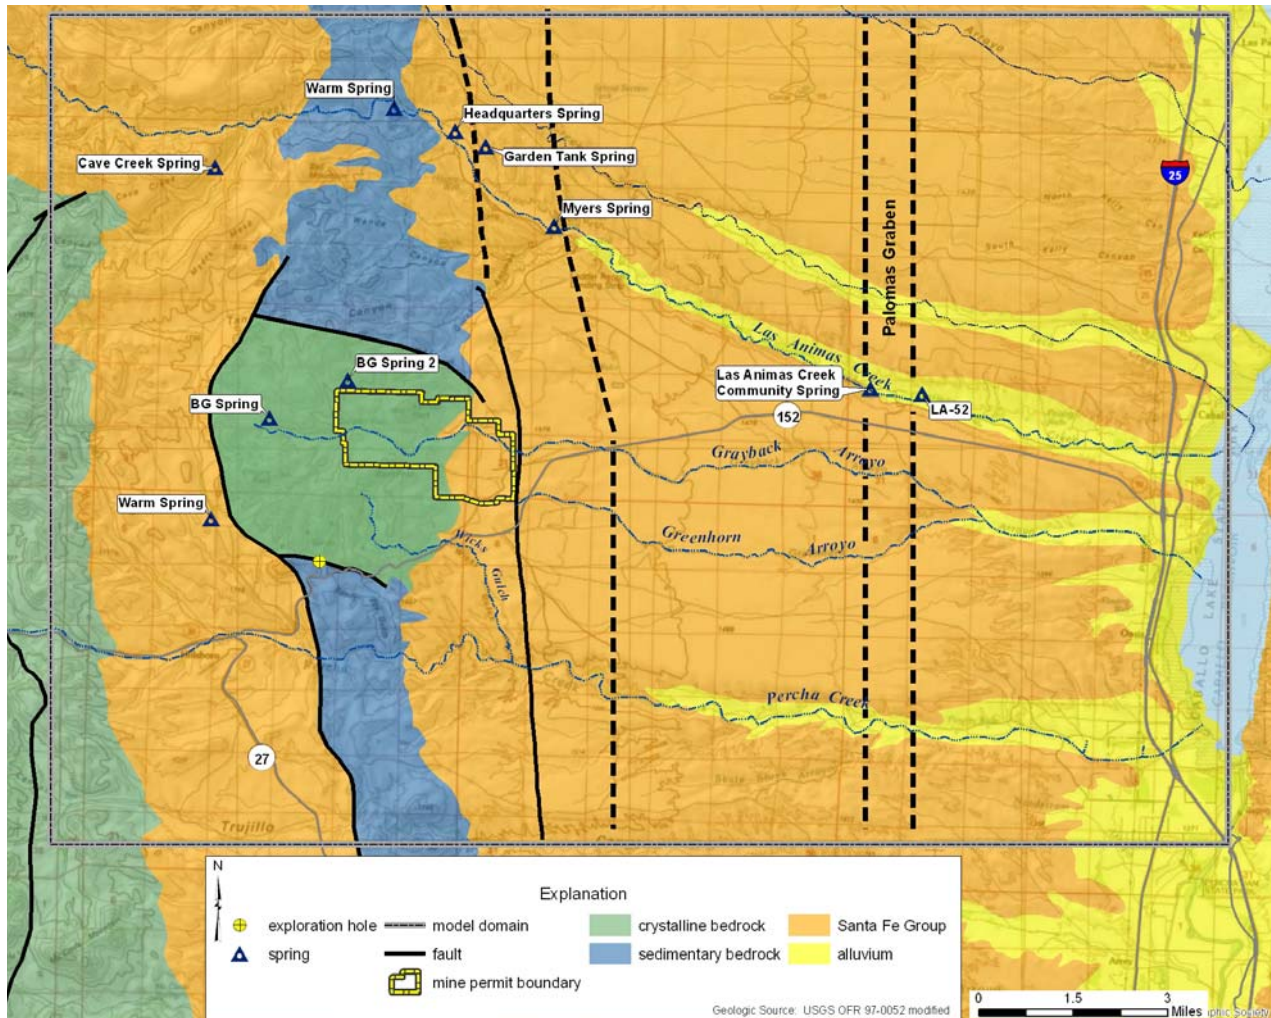 Warm Spring
Headquarters Spring
Garden Tank Spring
Cave Creek Spring
25
Myers Spring
Palomas Graben
Las Animas Creek
BG Spring 2
Las Animas Creek
Community Spring
LA-52
BG Spring
152
Grayback Arroyo
Warm Spring
Greenhorn Arroyo
Wicks Gulch
Percha Creek
27
Trujillo
N
Explanation
exploration hole
model domain
crystalline bedrock
Santa Fe Group
spring
fault
sedimentary bedrock
alluvium
mine permit boundary
Geologic Source: USGS OFR 97-0052 modified
0 1.5 3
Miles